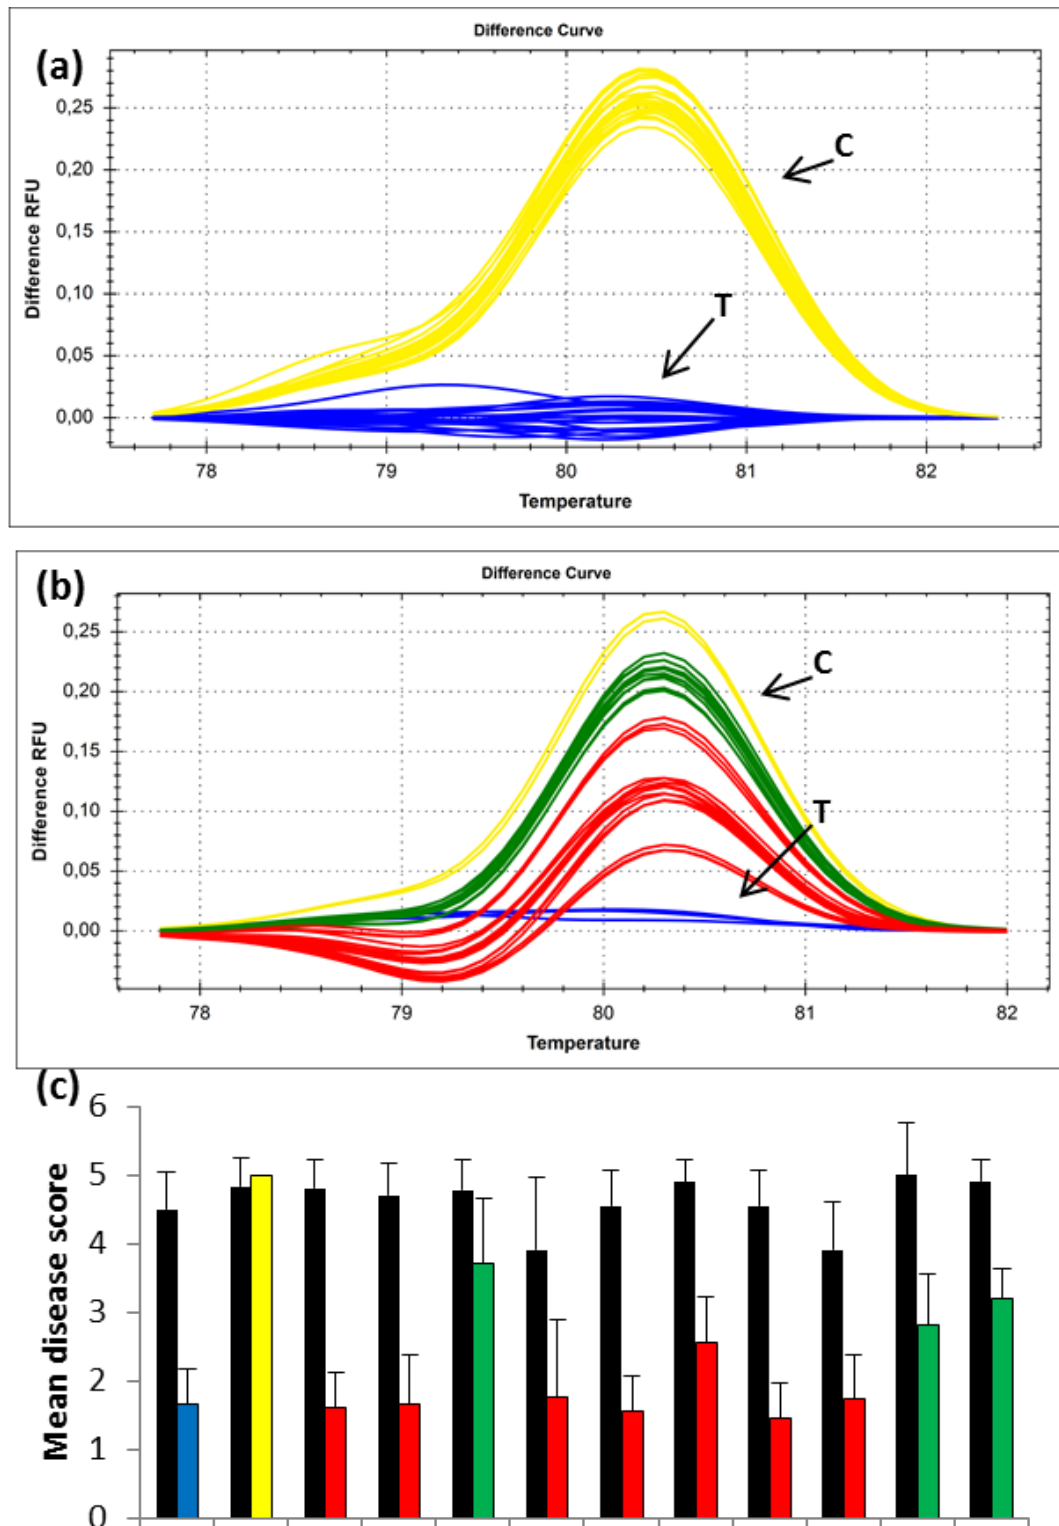 Difference Curve
(a)
0,25
0,20
0,15
0,10
0,05
0,00
Difference RFU
C
T
78 79 80 81 82
Temperature
Difference Curve
(b)
0,25
0,20
0,15
0,10
0,05
0,00
Difference RFU
C
T
78 79 80 81 82
Temperature
(c)
6
5
4
3
2
1
0
Mean disease score